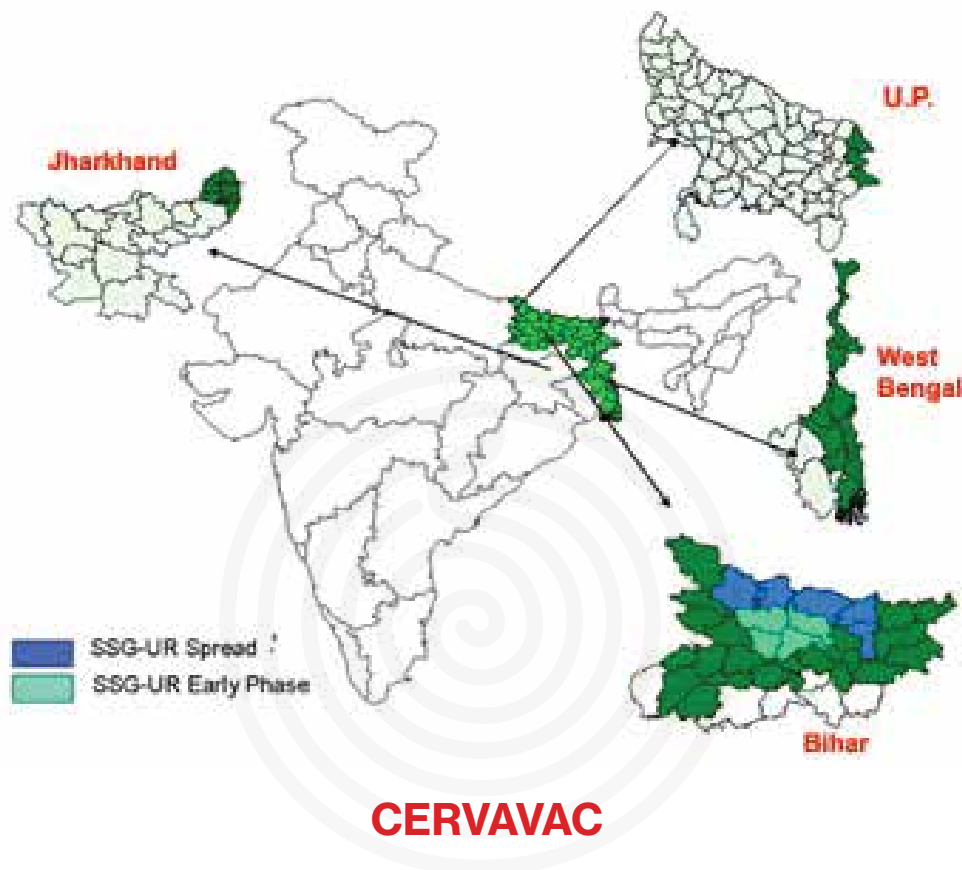 U.P.
Jharkhand
West
Bengal
SSG-UR Spread
SSG-UR Early Phase
Bihar
CERVAVAC